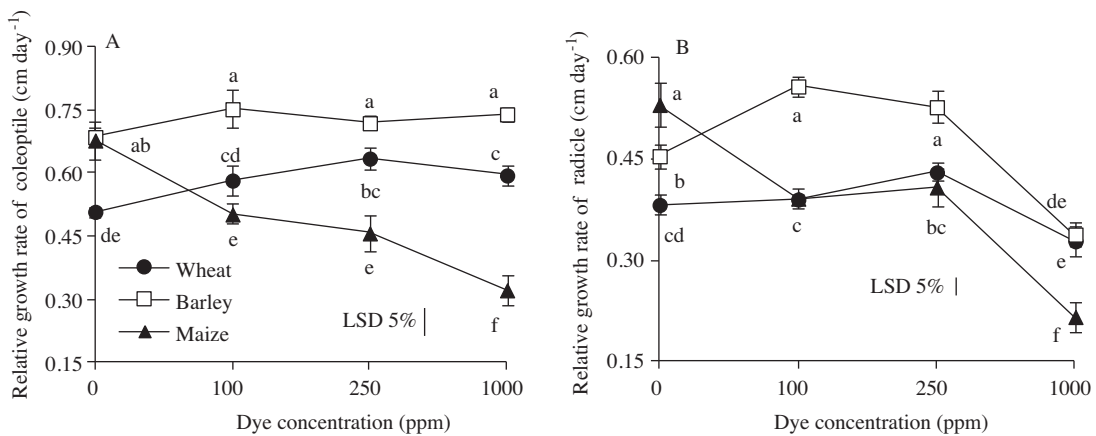 A
Relative growth rate of coleoptile (cm day⁻¹)
0.90
0.75
0.60
0.45
0.30
0.15
a
a
a
ab
cd
bc
c
de
e
e
f
Wheat
Barley
Maize
LSD 5%
0 100 250 1000
Dye concentration (ppm)
B
Relative growth rate of radicle (cm day⁻¹)
0.60
0.45
0.30
0.15
a
a
a
b
cd
c
bc
de
e
f
LSD 5%
0 100 250 1000
Dye concentration (ppm)